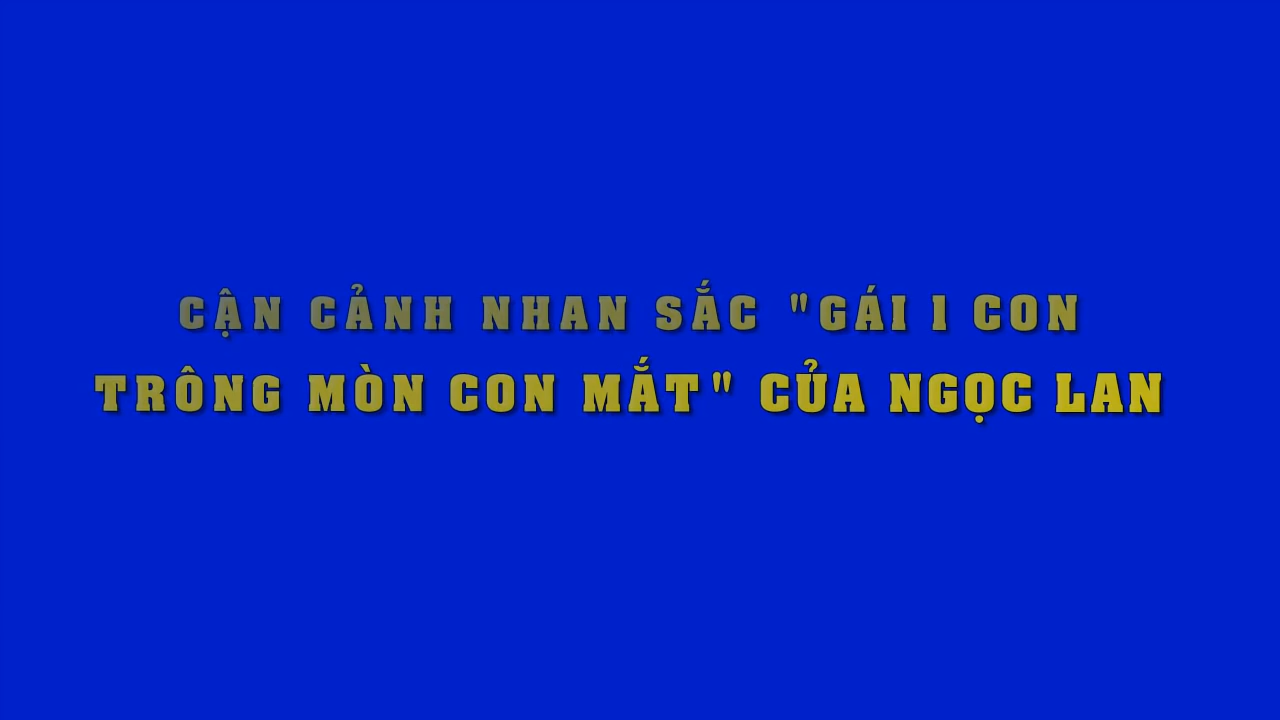 CẬN CẢNH NHAN SẮC "GÁI 1 CON
TRÔNG MÒN CON MẮT" CỦA NGỌC LAN